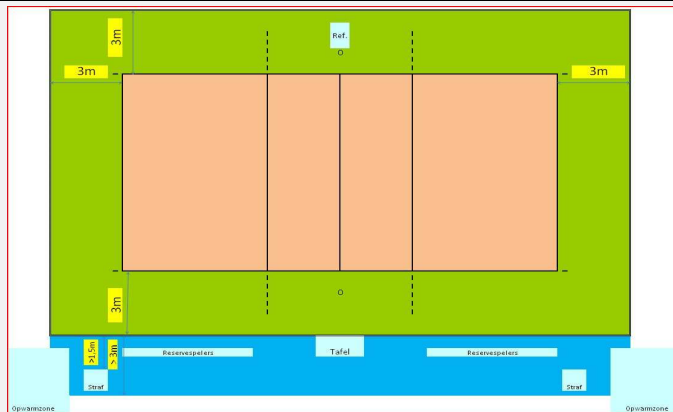 3m
Ref.
3m
3m
3m
>1,5m
> 3m
Reservespelers
Tafel
Reservespelers
Straf
Straf
Opwarmzone
Opwarmzone